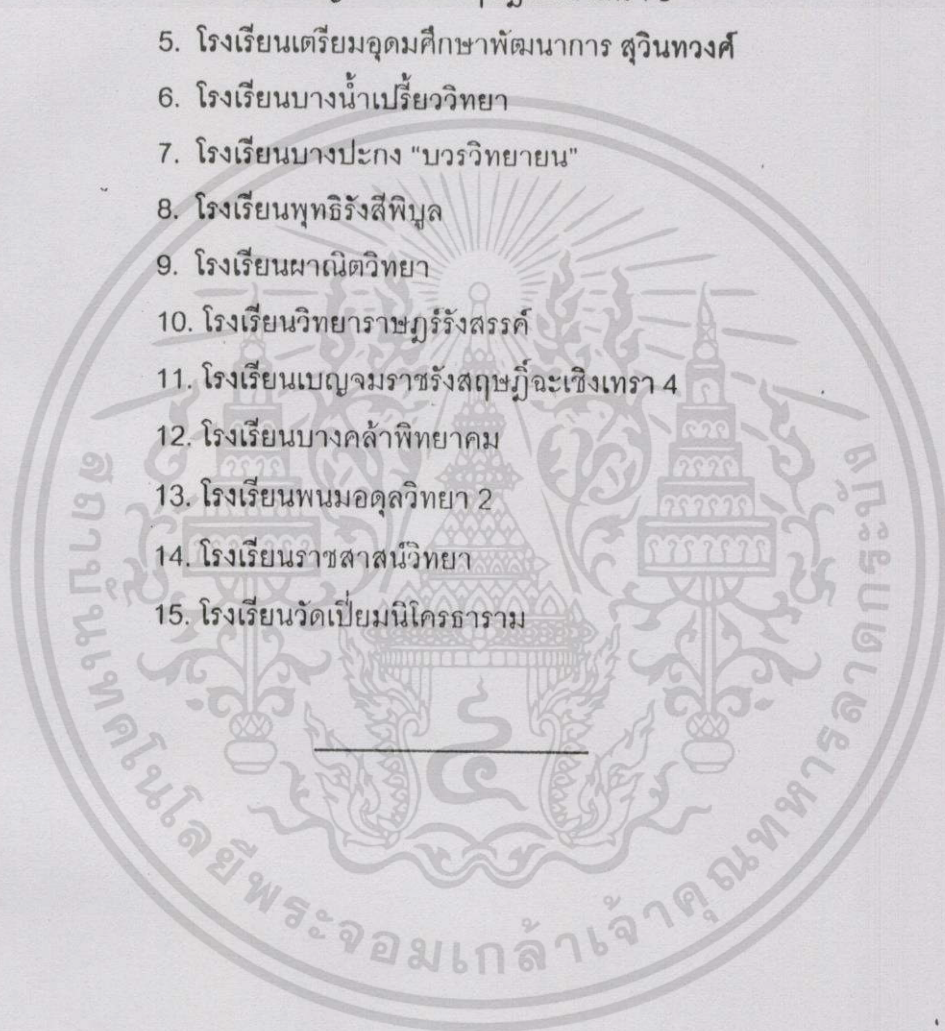 5. โรงเรียนเตรียมอุดมศึกษาพัฒนาการ สุวินทวงศ์
6. โรงเรียนบางน้ำเปรี้ยววิทยา
7. โรงเรียนบางปะกง "บวรวิทยายน"
8. โรงเรียนพุทธิรังสีพิบูล
9. โรงเรียนผาณิตวิทยา
10. โรงเรียนวิทยาราษฎร์รังสรรค์
11. โรงเรียนเบญจมราชรังสฤษฎิ์ฉะเชิงเทรา 4
12. โรงเรียนบางคล้าพิทยาคม
13. โรงเรียนพนมอดุลวิทยา 2
14. โรงเรียนราชสาสน์วิทยา
15. โรงเรียนวัดเปี่ยมนิโครธาราม
สถาบันเทคโนโลยีพระจอมเกล้าเจ้าคุณทหารลาดกระบัง